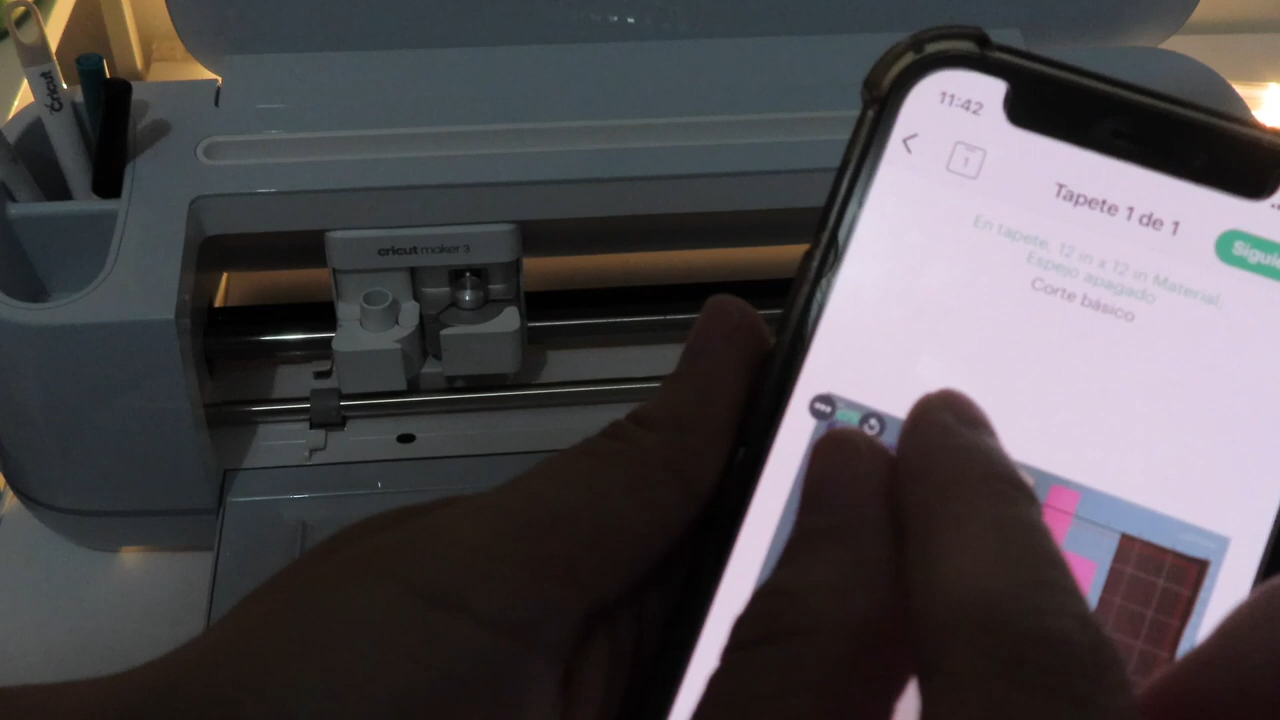 cricut
cricut maker 3
11:42
1
Tapete 1 de 1
En tapete, 12 in x 12 in Material,
Espejo apagado
Corte básico